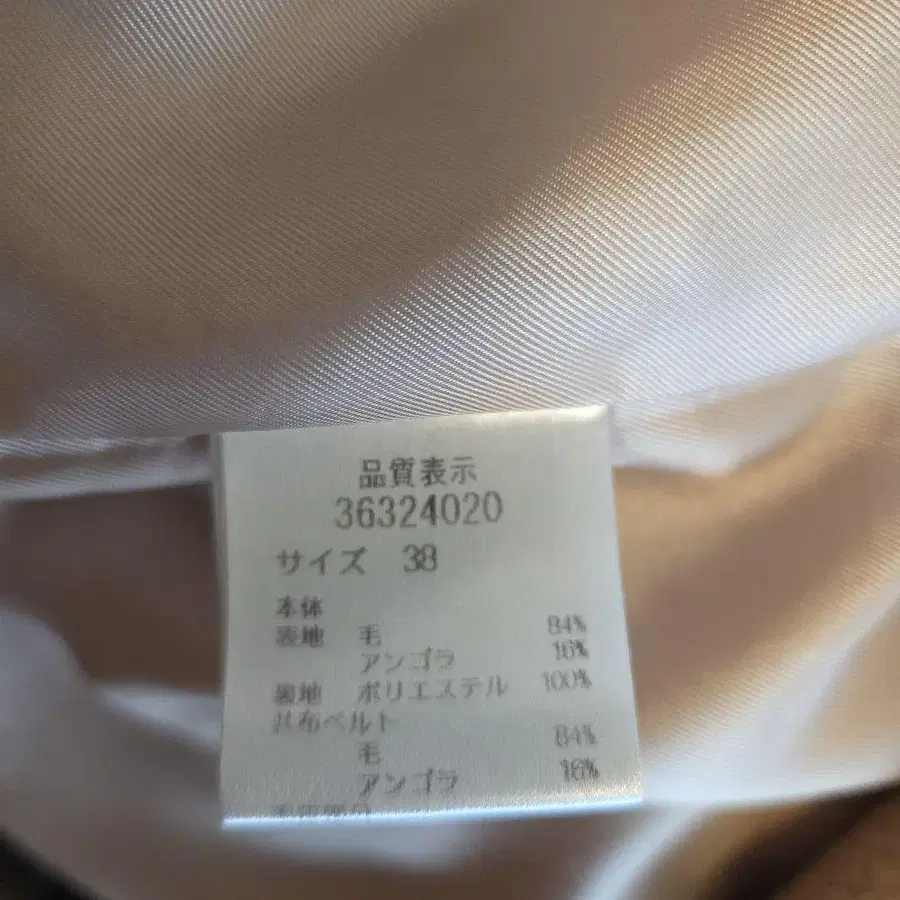 品質表示
36324020
サイズ 38
本体
表地 毛 84%
アンゴラ 16%
裏地 ポリエステル 100%
共布ベルト
毛 84%
アンゴラ 16%